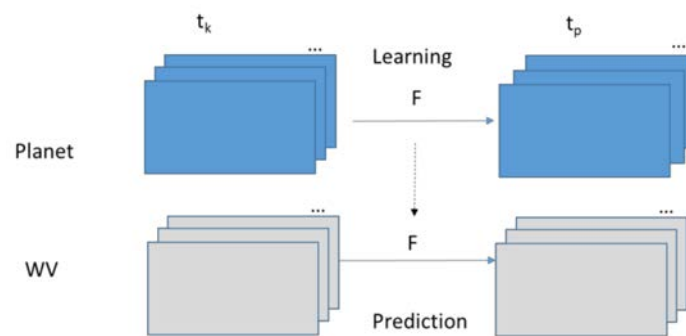 t_k t_p
... ...
Learning
F
Planet
... ...
F
WV
Prediction